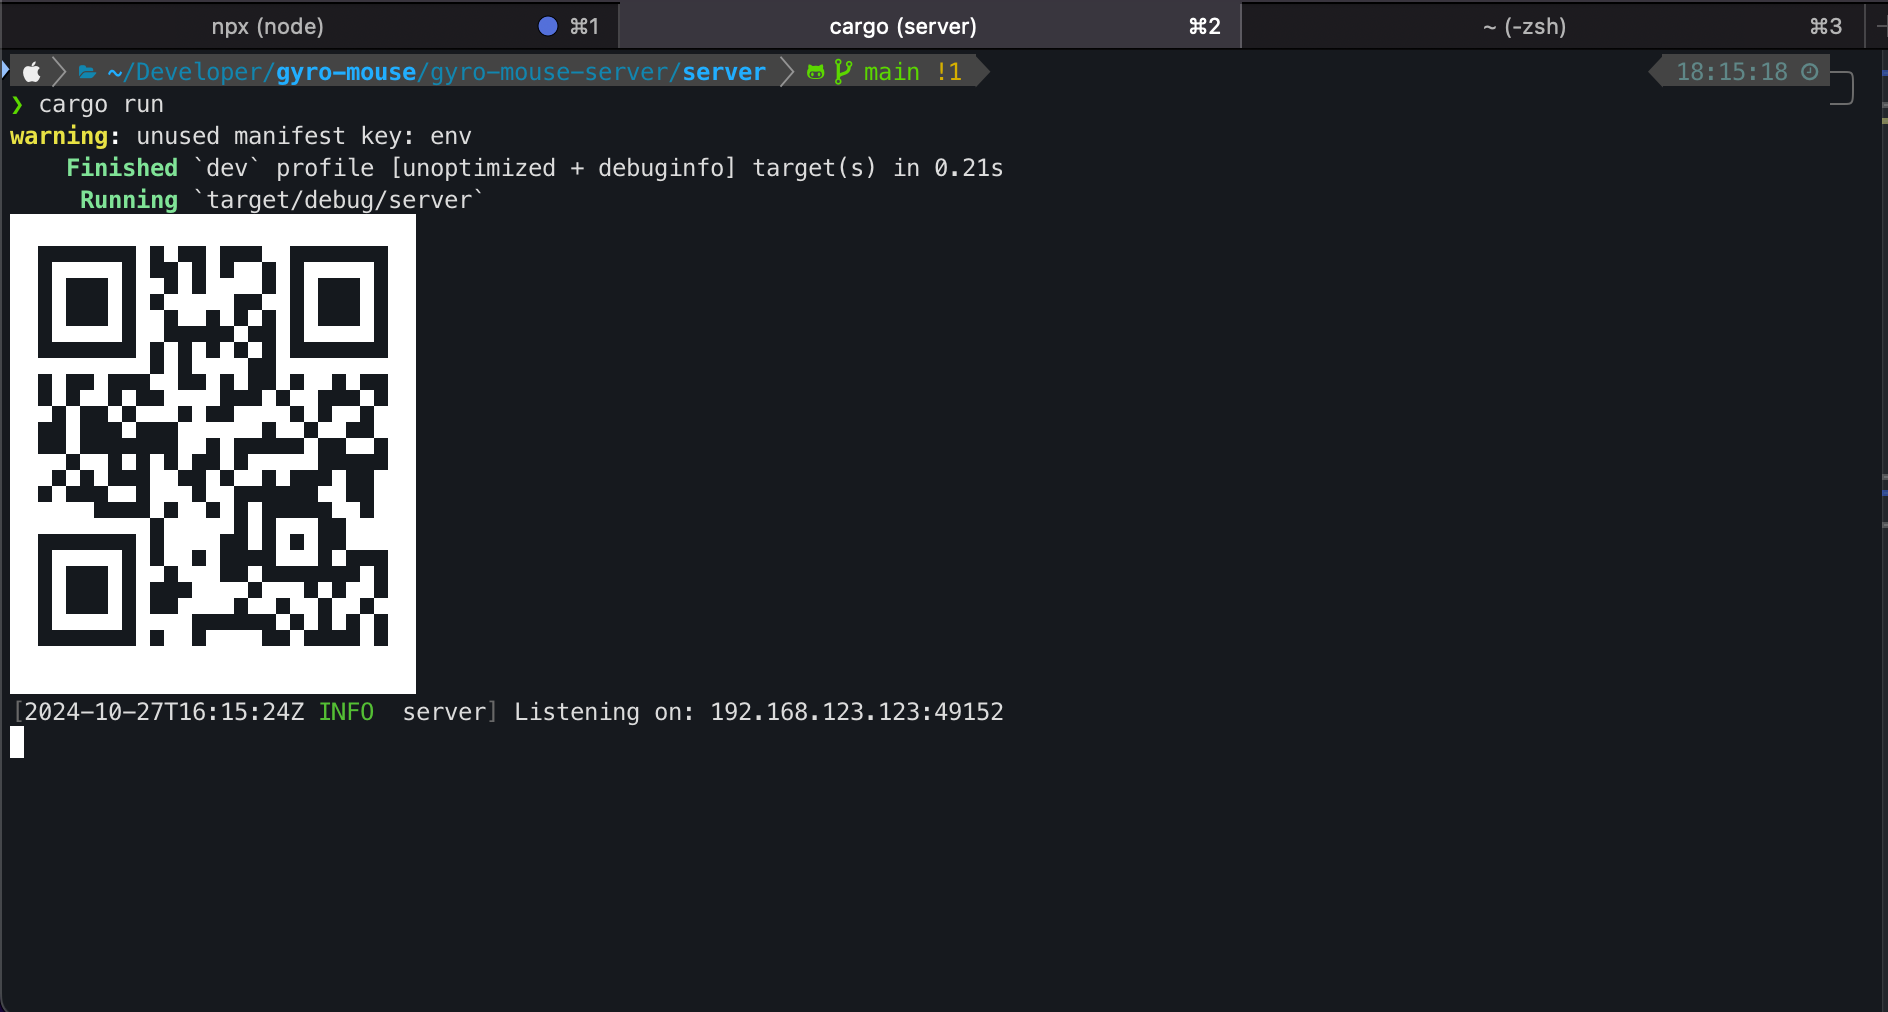 npx (node) ⌘1 cargo (server) ⌘2 ~ (-zsh) ⌘3
~/Developer/gyro-mouse/gyro-mouse-server/server main !1 18:15:18
❯ cargo run
warning: unused manifest key: env
Finished `dev` profile [unoptimized + debuginfo] target(s) in 0.21s
Running `target/debug/server`
[2024-10-27T16:15:24Z INFO  server] Listening on: 192.168.123.123:49152